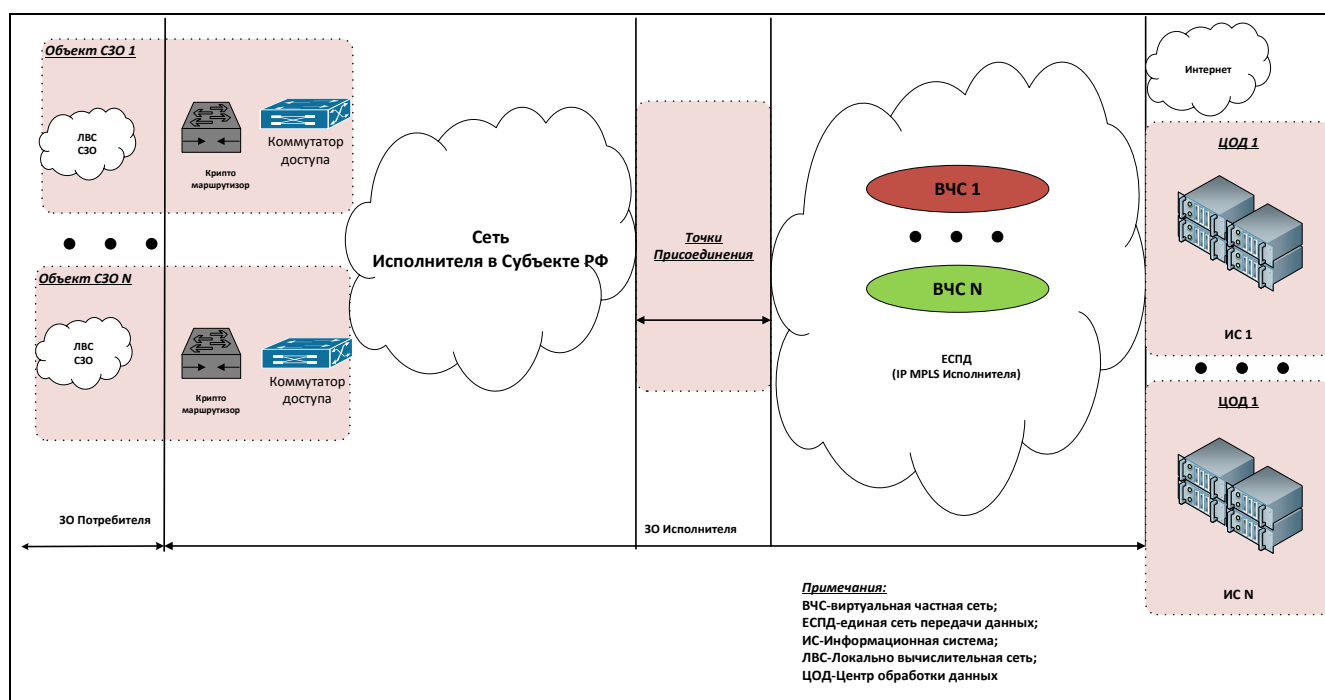 Объект СЗО 1
ЛВС
СЗО
Крипто
маршрутизор
Коммутатор
доступа
Объект СЗО N
ЛВС
СЗО
Крипто
маршрутизор
Коммутатор
доступа
Сеть
Исполнителя в Субъекте РФ
Точки
Присоединения
ВЧС 1
ВЧС N
ЕСПД
(IP MPLS Исполнителя)
Интернет
ЦОД 1
ИС 1
ЦОД 1
ИС N
ЗО Потребителя
ЗО Исполнителя
Примечания:
ВЧС-виртуальная частная сеть;
ЕСПД-единая сеть передачи данных;
ИС-Информационная система;
ЛВС-Локально вычислительная сеть;
ЦОД-Центр обработки данных